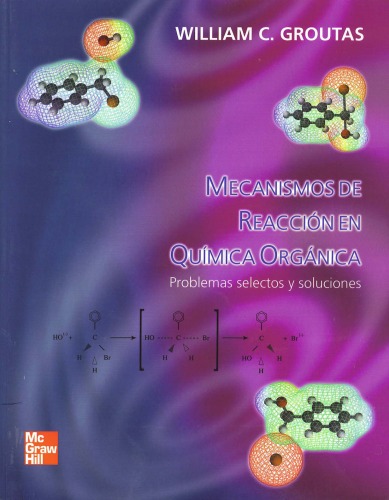 WILLIAM C. GROUTAS
MECANISMOS DE
REACCIÓN EN
QUÍMICA ORGÁNICA
Problemas selectos y soluciones
HO + C Br H H HO C Br H H HO C H H + Br
Mc
Graw
Hill